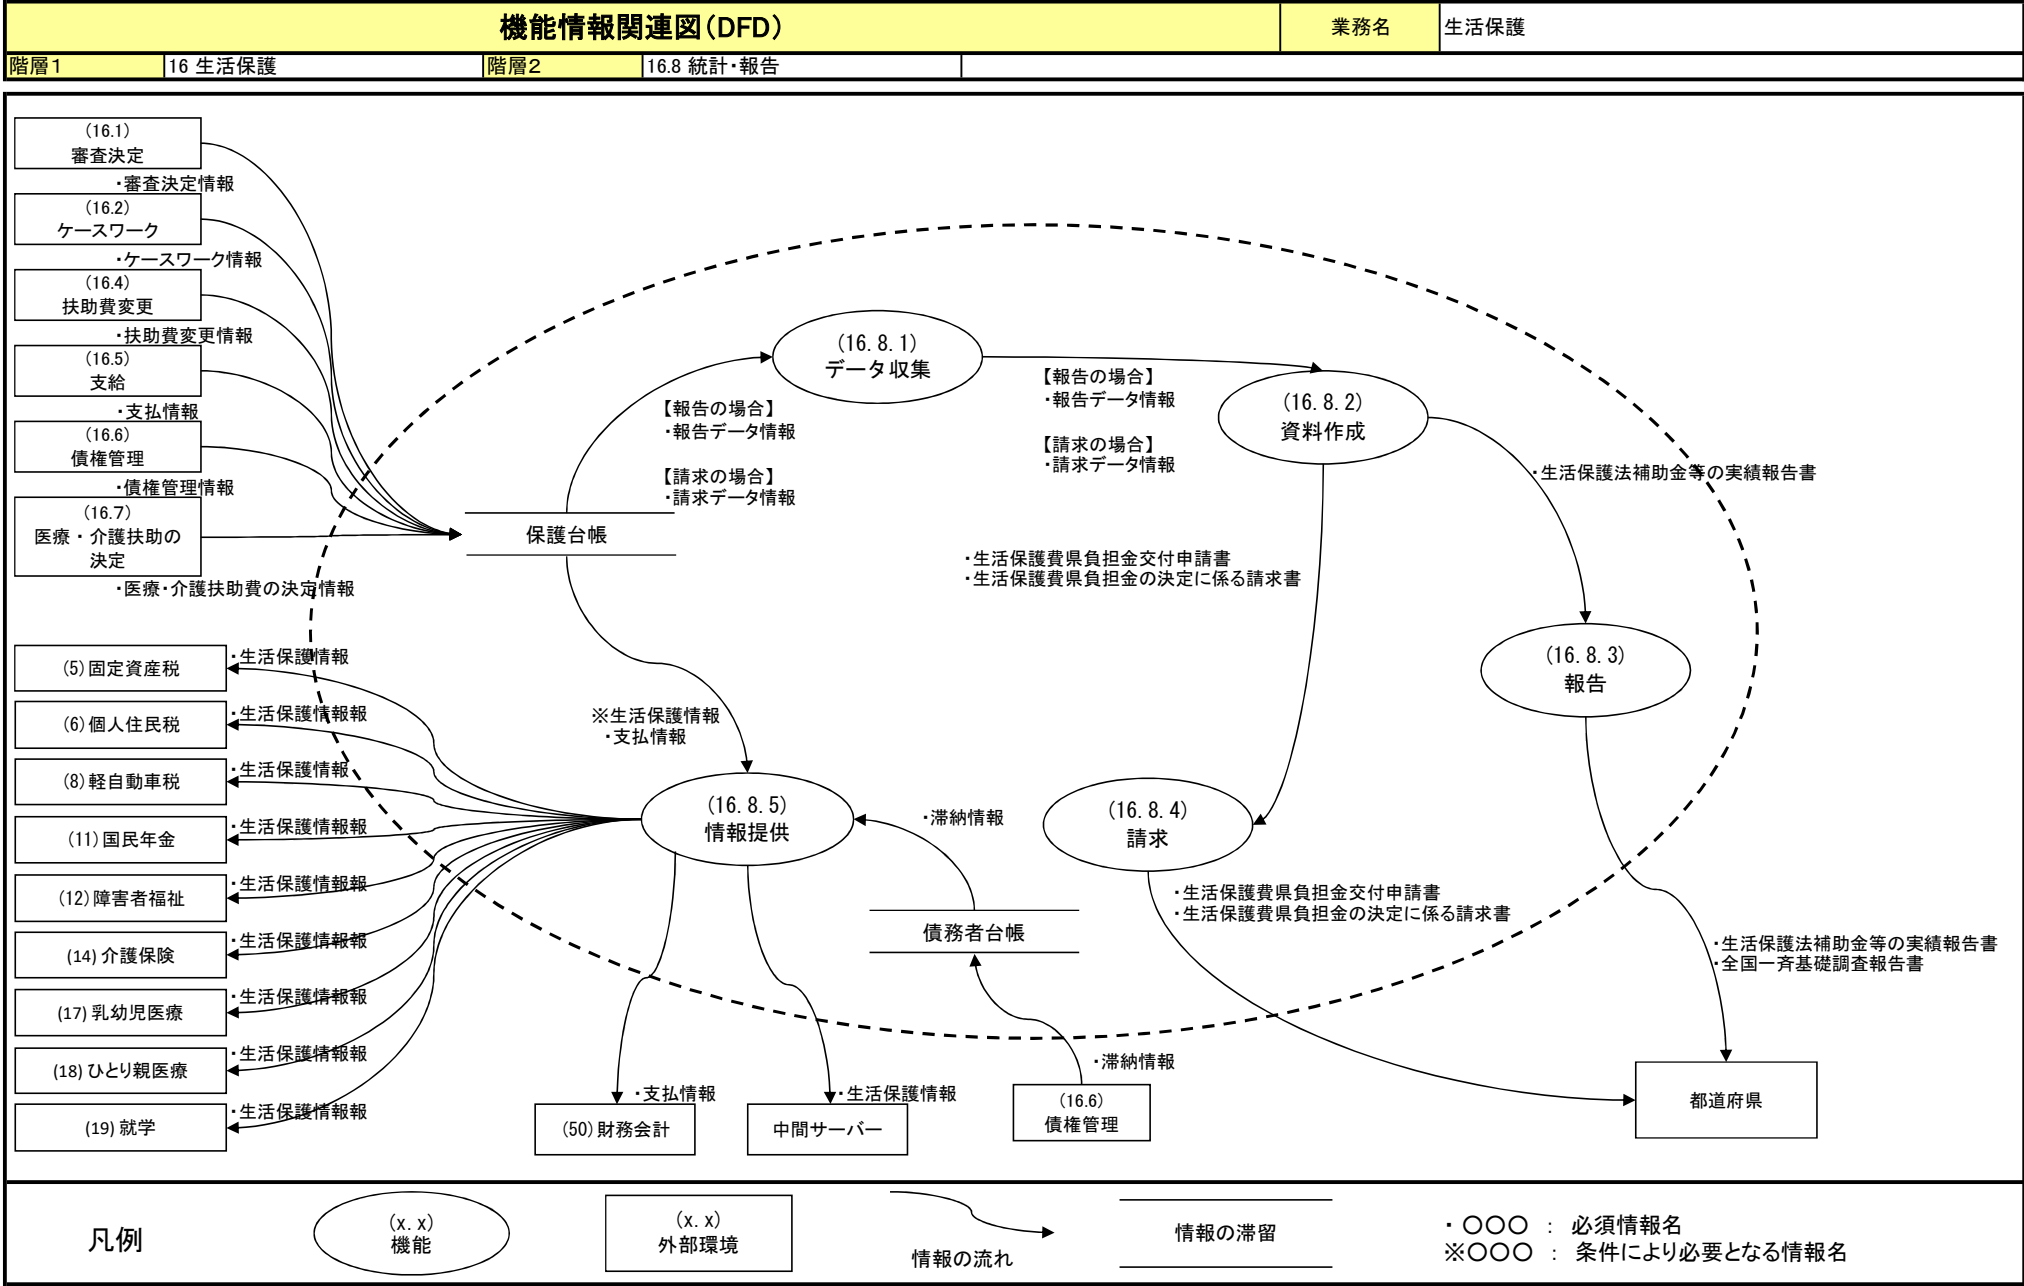 機能情報関連図(DFD)
業務名
生活保護
階層1
16 生活保護
階層2
16.8 統計・報告
(16.1)
審査決定
・審査決定情報
(16.2)
ケースワーク
・ケースワーク情報
(16.4)
扶助費変更
・扶助費変更情報
(16.5)
支給
・支払情報
(16.6)
債権管理
・債権管理情報
(16.7)
医療・介護扶助の
決定
・医療・介護扶助費の決定情報
保護台帳
【報告の場合】
・報告データ情報
【請求の場合】
・請求データ情報
(16.8.1)
データ収集
【報告の場合】
・報告データ情報
【請求の場合】
・請求データ情報
(16.8.2)
資料作成
・生活保護法補助金等の実績報告書
・生活保護費県負担金交付申請書
・生活保護費県負担金の決定に係る請求書
(16.8.3)
報告
※生活保護情報
・支払情報
(16.8.5)
情報提供
・滞納情報
(16.8.4)
請求
債務者台帳
・生活保護費県負担金交付申請書
・生活保護費県負担金の決定に係る請求書
・生活保護法補助金等の実績報告書
・全国一斉基礎調査報告書
(5)固定資産税
・生活保護情報
(6)個人住民税
・生活保護情報報
(8)軽自動車税
・生活保護情報
(11)国民年金
・生活保護情報報
(12)障害者福祉
・生活保護情報報
(14)介護保険
・生活保護情報報
(17)乳幼児医療
・生活保護情報報
(18)ひとり親医療
・生活保護情報報
(19)就学
・生活保護情報報
・支払情報
(50)財務会計
・生活保護情報
中間サーバー
・滞納情報
(16.6)
債権管理
都道府県
凡例
(x.x)
機能
(x.x)
外部環境
情報の流れ
情報の滞留
・〇〇〇 : 必須情報名
※〇〇〇 : 条件により必要となる情報名